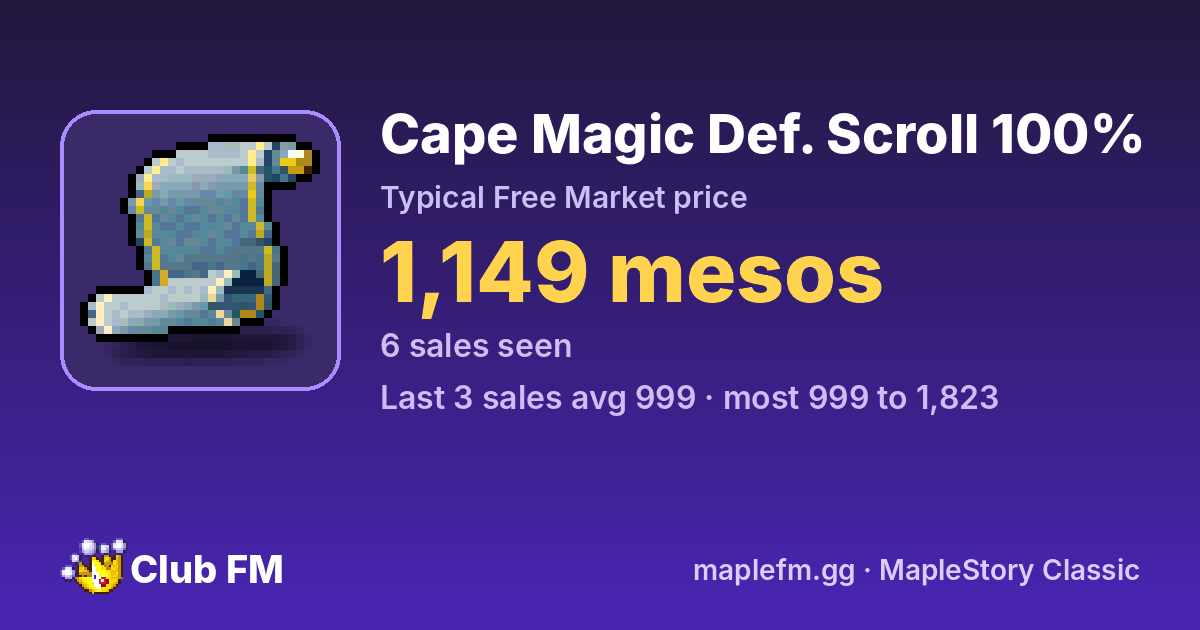 Cape Magic Def. Scroll 100%
Typical Free Market price
1,149 mesos
6 sales seen
Last 3 sales avg 999 · most 999 to 1,823
Club FM
maplefm.gg · MapleStory Classic